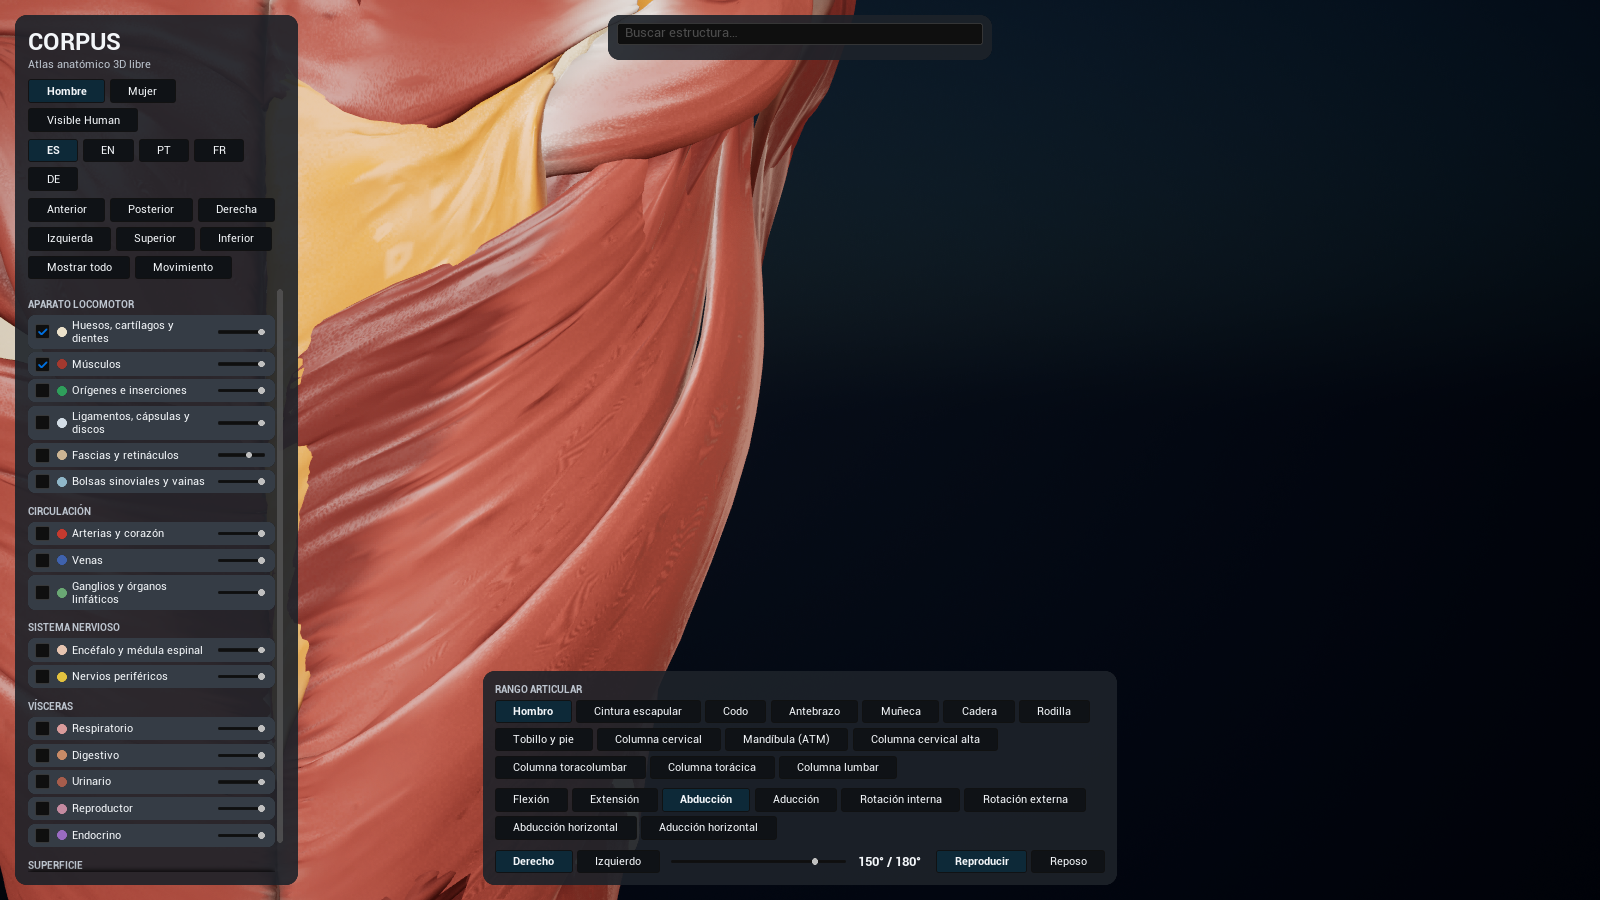 CORPUS
Atlas anatómico 3D libre
Hombre Mujer
Visible Human
ES EN PT FR
DE
Anterior Posterior Derecha
Izquierda Superior Inferior
Mostrar todo Movimiento
APARATO LOCOMOTOR
Huesos, cartílagos y
dientes
Músculos
Orígenes e inserciones
Ligamentos, cápsulas y
discos
Fascias y retináculos
Bolsas sinoviales y vainas
CIRCULACIÓN
Arterias y corazón
Venas
Ganglios y órganos
linfáticos
SISTEMA NERVIOSO
Encéfalo y médula espinal
Nervios periféricos
VÍSCERAS
Respiratorio
Digestivo
Urinario
Reproductor
Endocrino
SUPERFICIE
Buscar estructura...
RANGO ARTICULAR
Hombro Cintura escapular Codo Antebrazo Muñeca Cadera Rodilla
Tobillo y pie Columna cervical Mandíbula (ATM) Columna cervical alta
Columna toracolumbar Columna torácica Columna lumbar
Flexión Extensión Abducción Aducción Rotación interna Rotación externa
Abducción horizontal Aducción horizontal
Derecho Izquierdo 150° / 180° Reproducir Reposo